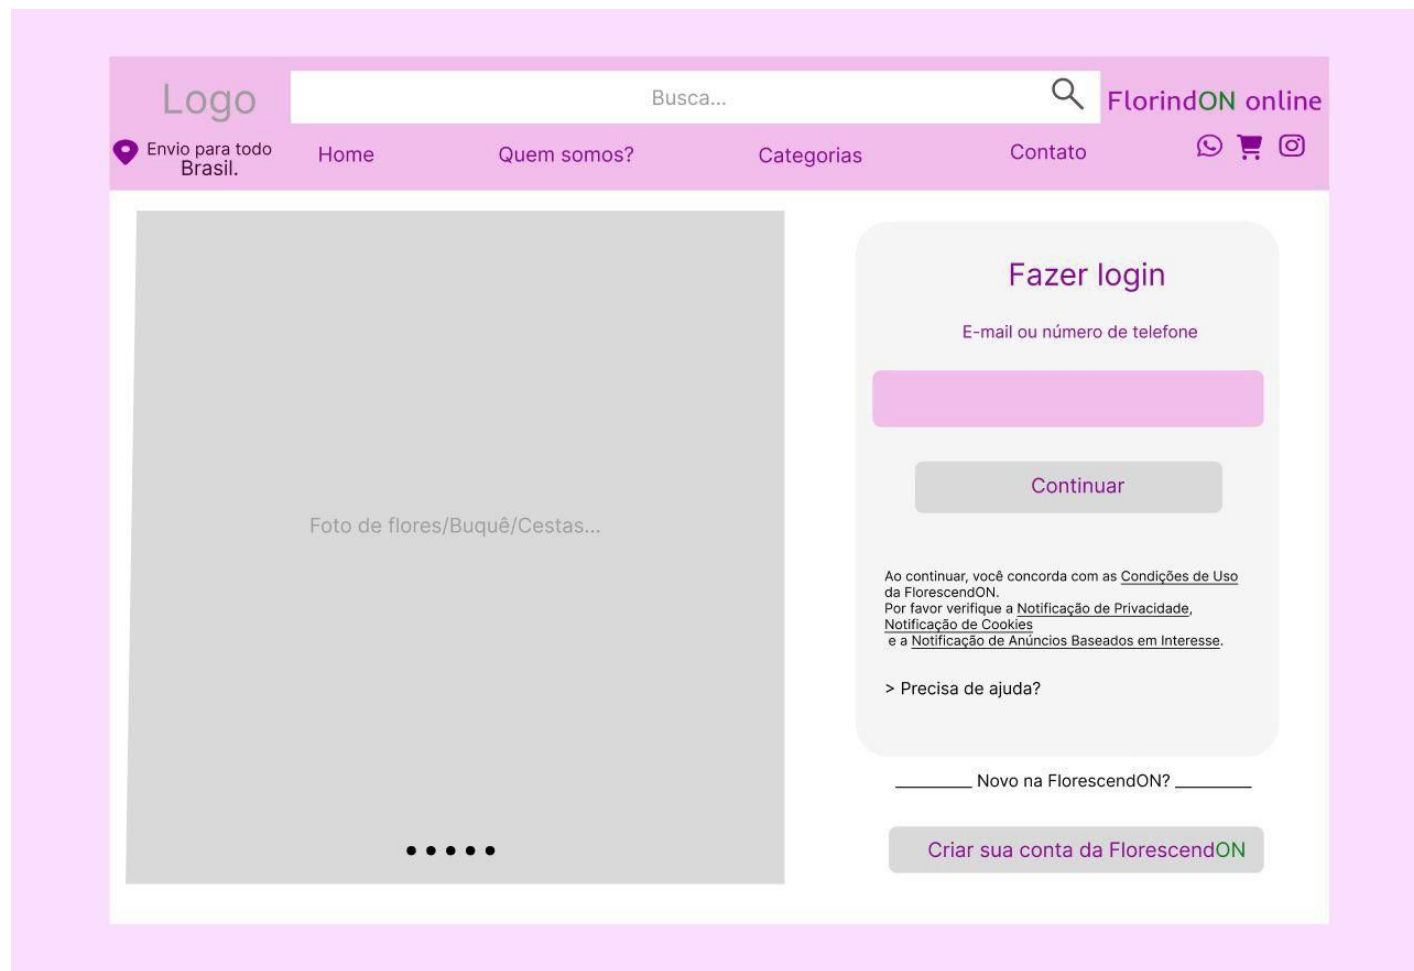 Logo
Busca...
FlorindON online
Envio para todo
Brasil.
Home
Quem somos?
Categorias
Contato
Foto de flores/Buquê/Cestas...
Fazer login
E-mail ou número de telefone
Continuar
Ao continuar, você concorda com as Condições de Uso
da FlorescendON.
Por favor verifique a Notificação de Privacidade,
Notificação de Cookies
e a Notificação de Anúncios Baseados em Interesse.
> Precisa de ajuda?
Novo na FlorescendON?
Criar sua conta da FlorescendON